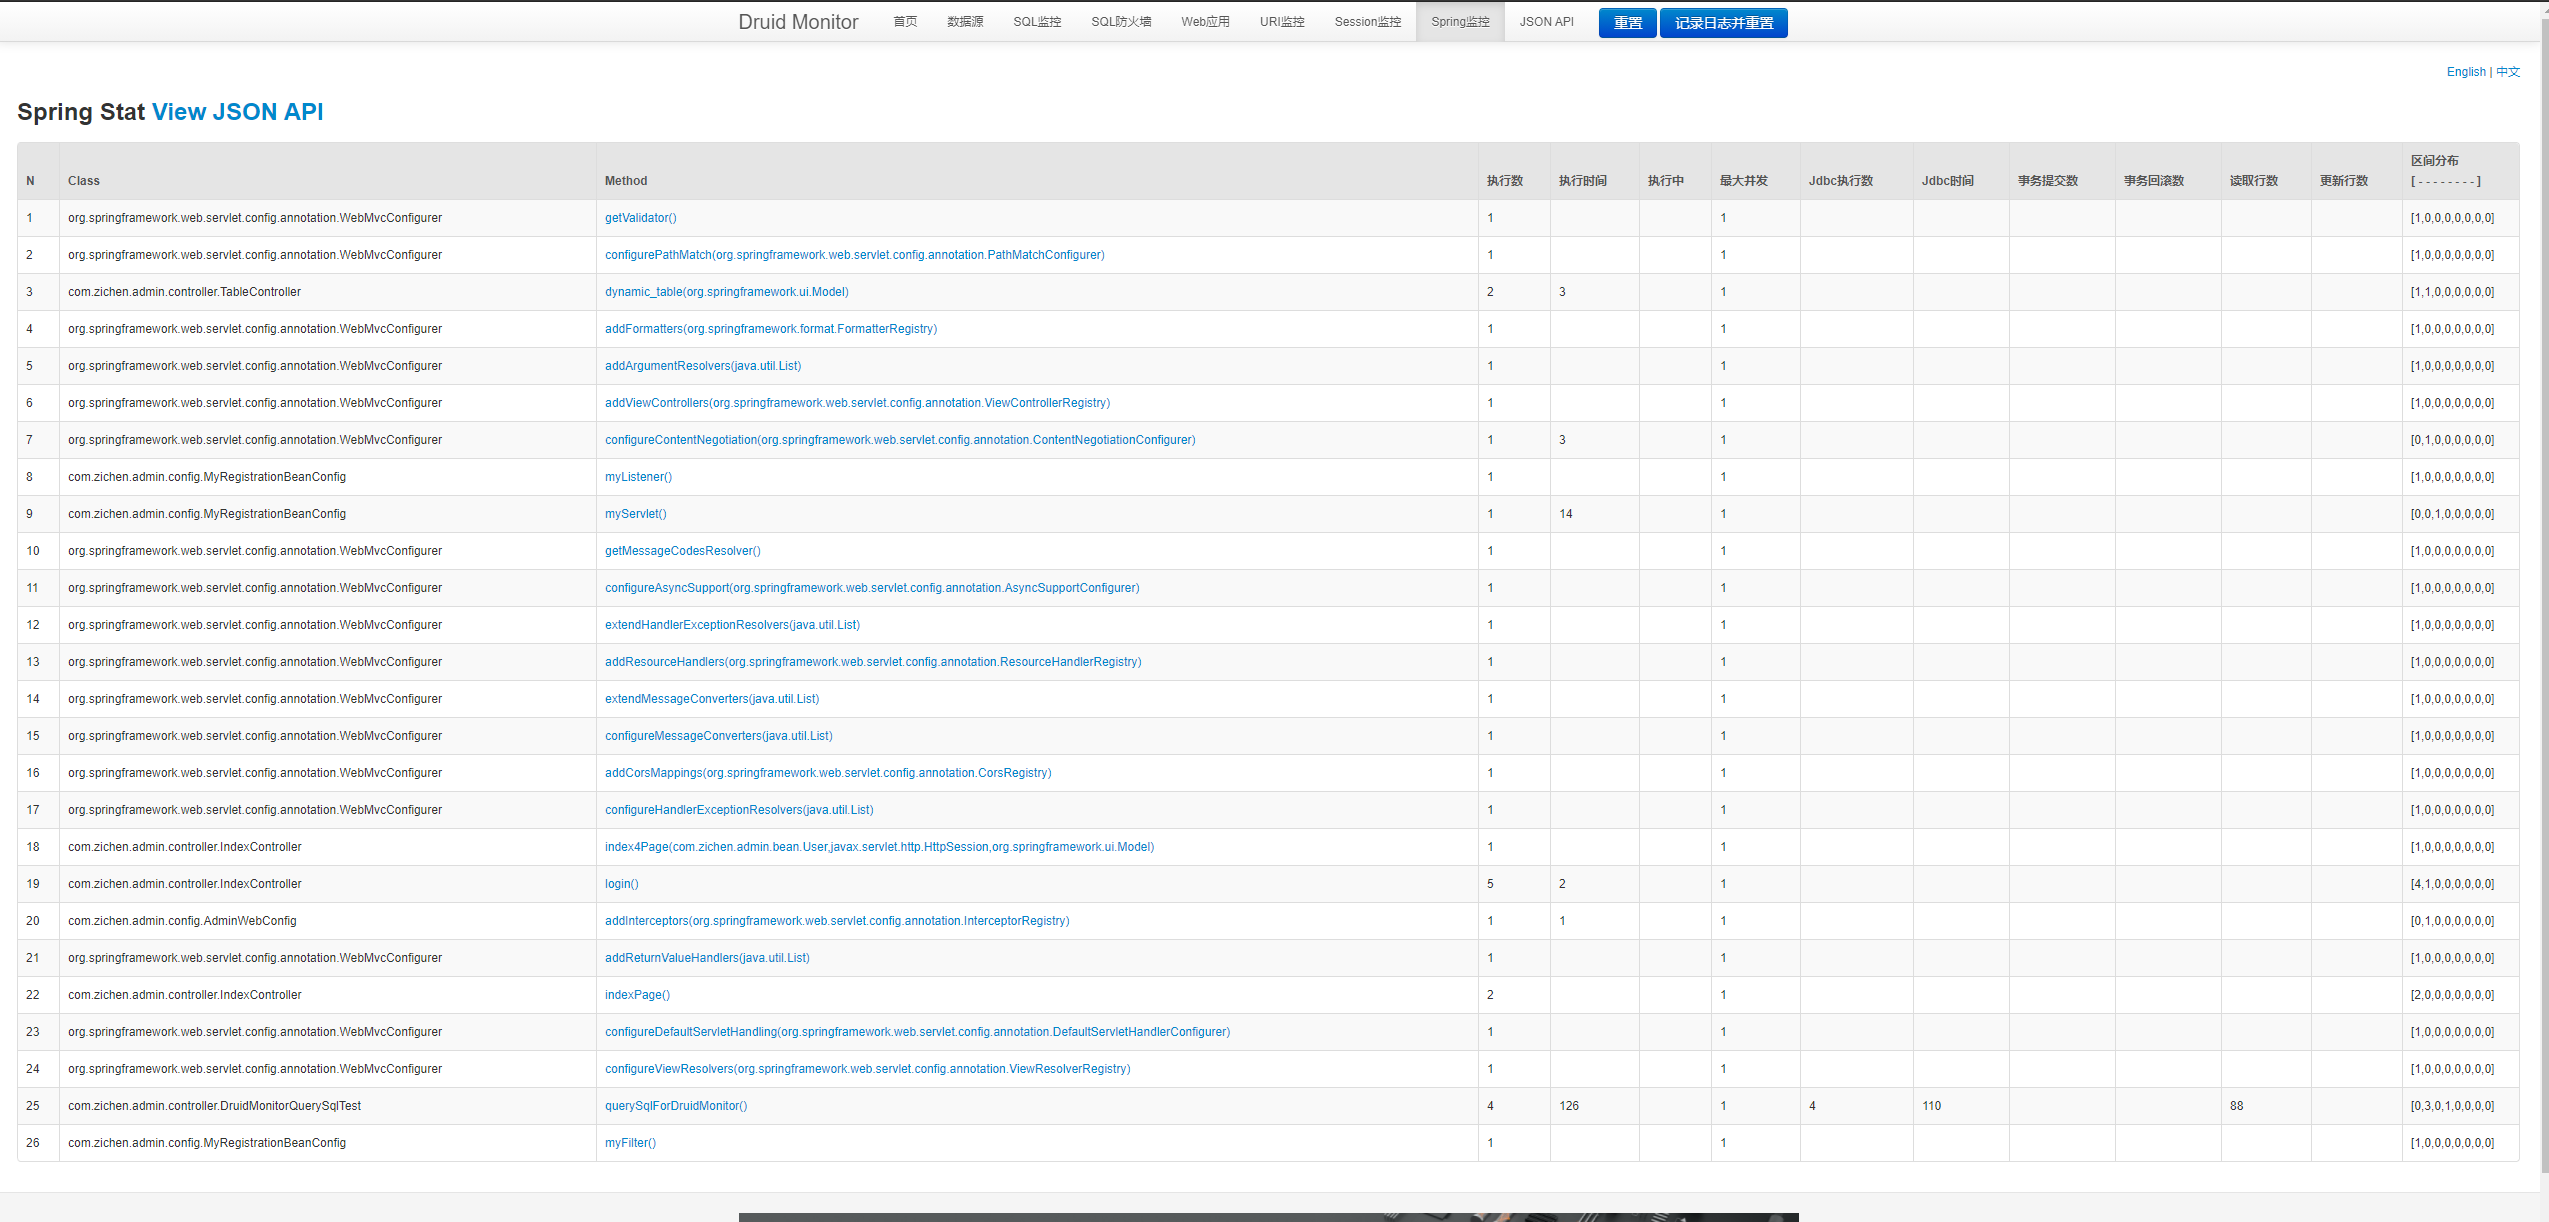 Druid Monitor 首页 数据源 SQL监控 SQL防火墙 Web应用 URI监控 Session监控 Spring监控 JSON API 重置 记录日志并重置
English | 中文
Spring Stat View JSON API
N Class Method 执行数 执行时间 执行中 最大并发 Jdbc执行数 Jdbc时间 事务提交数 事务回滚数 读取行数 更新行数 区间分布 [ - - - - - - - - ]
1 org.springframework.web.servlet.config.annotation.WebMvcConfigurer getValidator() 1 1 [1,0,0,0,0,0,0,0]
2 org.springframework.web.servlet.config.annotation.WebMvcConfigurer configurePathMatch(org.springframework.web.servlet.config.annotation.PathMatchConfigurer) 1 1 [1,0,0,0,0,0,0,0]
3 com.zichen.admin.controller.TableController dynamic_table(org.springframework.ui.Model) 2 3 1 [1,1,0,0,0,0,0,0]
4 org.springframework.web.servlet.config.annotation.WebMvcConfigurer addFormatters(org.springframework.format.FormatterRegistry) 1 1 [1,0,0,0,0,0,0,0]
5 org.springframework.web.servlet.config.annotation.WebMvcConfigurer addArgumentResolvers(java.util.List) 1 1 [1,0,0,0,0,0,0,0]
6 org.springframework.web.servlet.config.annotation.WebMvcConfigurer addViewControllers(org.springframework.web.servlet.config.annotation.ViewControllerRegistry) 1 1 [1,0,0,0,0,0,0,0]
7 org.springframework.web.servlet.config.annotation.WebMvcConfigurer configureContentNegotiation(org.springframework.web.servlet.config.annotation.ContentNegotiationConfigurer) 1 3 1 [0,1,0,0,0,0,0,0]
8 com.zichen.admin.config.MyRegistrationBeanConfig myListener() 1 1 [1,0,0,0,0,0,0,0]
9 com.zichen.admin.config.MyRegistrationBeanConfig myServlet() 1 14 1 [0,0,1,0,0,0,0,0]
10 org.springframework.web.servlet.config.annotation.WebMvcConfigurer getMessageCodesResolver() 1 1 [1,0,0,0,0,0,0,0]
11 org.springframework.web.servlet.config.annotation.WebMvcConfigurer configureAsyncSupport(org.springframework.web.servlet.config.annotation.AsyncSupportConfigurer) 1 1 [1,0,0,0,0,0,0,0]
12 org.springframework.web.servlet.config.annotation.WebMvcConfigurer extendHandlerExceptionResolvers(java.util.List) 1 1 [1,0,0,0,0,0,0,0]
13 org.springframework.web.servlet.config.annotation.WebMvcConfigurer addResourceHandlers(org.springframework.web.servlet.config.annotation.ResourceHandlerRegistry) 1 1 [1,0,0,0,0,0,0,0]
14 org.springframework.web.servlet.config.annotation.WebMvcConfigurer extendMessageConverters(java.util.List) 1 1 [1,0,0,0,0,0,0,0]
15 org.springframework.web.servlet.config.annotation.WebMvcConfigurer configureMessageConverters(java.util.List) 1 1 [1,0,0,0,0,0,0,0]
16 org.springframework.web.servlet.config.annotation.WebMvcConfigurer addCorsMappings(org.springframework.web.servlet.config.annotation.CorsRegistry) 1 1 [1,0,0,0,0,0,0,0]
17 org.springframework.web.servlet.config.annotation.WebMvcConfigurer configureHandlerExceptionResolvers(java.util.List) 1 1 [1,0,0,0,0,0,0,0]
18 com.zichen.admin.controller.IndexController index4Page(com.zichen.admin.bean.User,javax.servlet.http.HttpSession,org.springframework.ui.Model) 1 1 [1,0,0,0,0,0,0,0]
19 com.zichen.admin.controller.IndexController login() 5 2 1 [4,1,0,0,0,0,0,0]
20 com.zichen.admin.config.AdminWebConfig addInterceptors(org.springframework.web.servlet.config.annotation.InterceptorRegistry) 1 1 1 [0,1,0,0,0,0,0,0]
21 org.springframework.web.servlet.config.annotation.WebMvcConfigurer addReturnValueHandlers(java.util.List) 1 1 [1,0,0,0,0,0,0,0]
22 com.zichen.admin.controller.IndexController indexPage() 2 1 [2,0,0,0,0,0,0,0]
23 org.springframework.web.servlet.config.annotation.WebMvcConfigurer configureDefaultServletHandling(org.springframework.web.servlet.config.annotation.DefaultServletHandlerConfigurer) 1 1 [1,0,0,0,0,0,0,0]
24 org.springframework.web.servlet.config.annotation.WebMvcConfigurer configureViewResolvers(org.springframework.web.servlet.config.annotation.ViewResolverRegistry) 1 1 [1,0,0,0,0,0,0,0]
25 com.zichen.admin.controller.DruidMonitorQuerySqlTest querySqlForDruidMonitor() 4 126 1 4 110 88 [0,3,0,1,0,0,0,0]
26 com.zichen.admin.config.MyRegistrationBeanConfig myFilter() 1 1 [1,0,0,0,0,0,0,0]